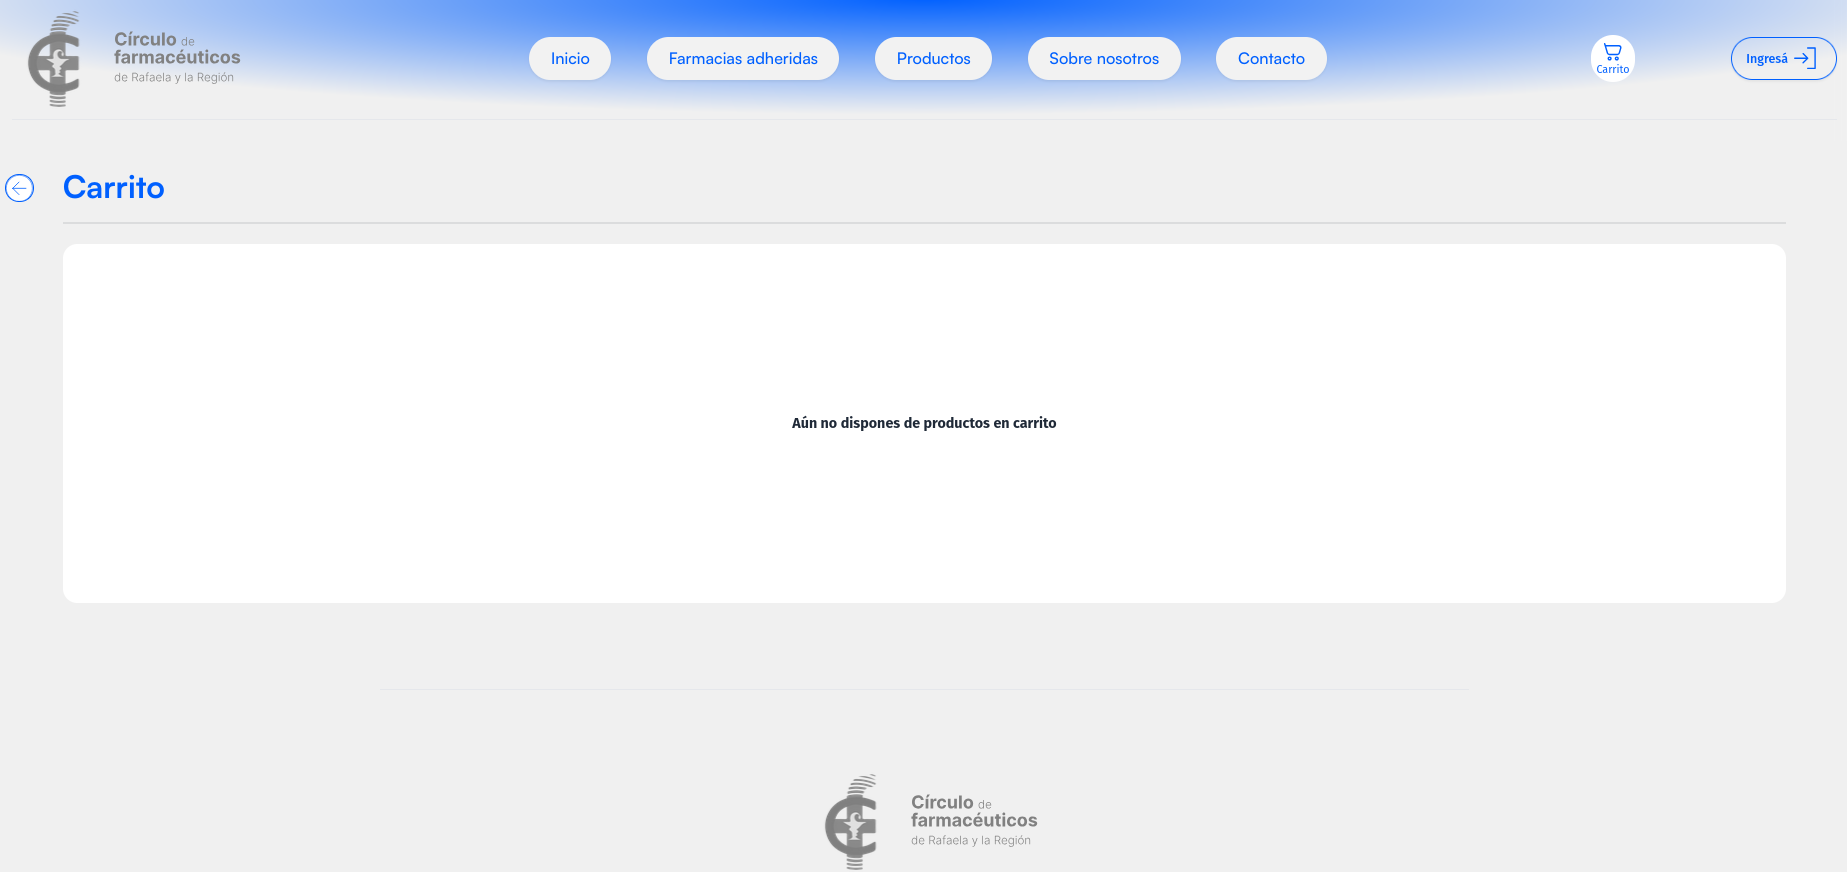 Círculo de
farmacéuticos
de Rafaela y la Región
Inicio
Farmacias adheridas
Productos
Sobre nosotros
Contacto
Carrito
Ingresá
Carrito
Aún no dispones de productos en carrito
Círculo de
farmacéuticos
de Rafaela y la Región